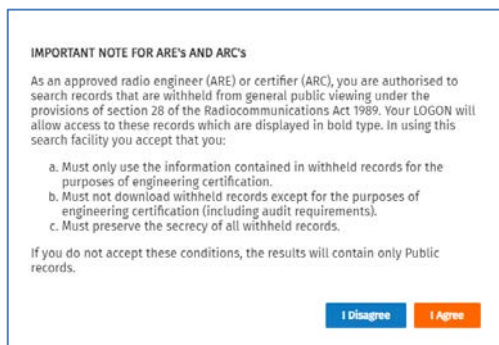 IMPORTANT NOTE FOR ARE's AND ARC's
As an approved radio engineer (ARE) or certifier (ARC), you are authorised to
search records that are withheld from general public viewing under the
provisions of section 28 of the Radiocommunications Act 1989. Your LOGON will
allow access to these records which are displayed in bold type. In using this
search facility you accept that you:
a. Must only use the information contained in withheld records for the
purposes of engineering certification.
b. Must not download withheld records except for the purposes of
engineering certification (including audit requirements).
c. Must preserve the secrecy of all withheld records.
If you do not accept these conditions, the results will contain only Public
records.
I Disagree I Agree